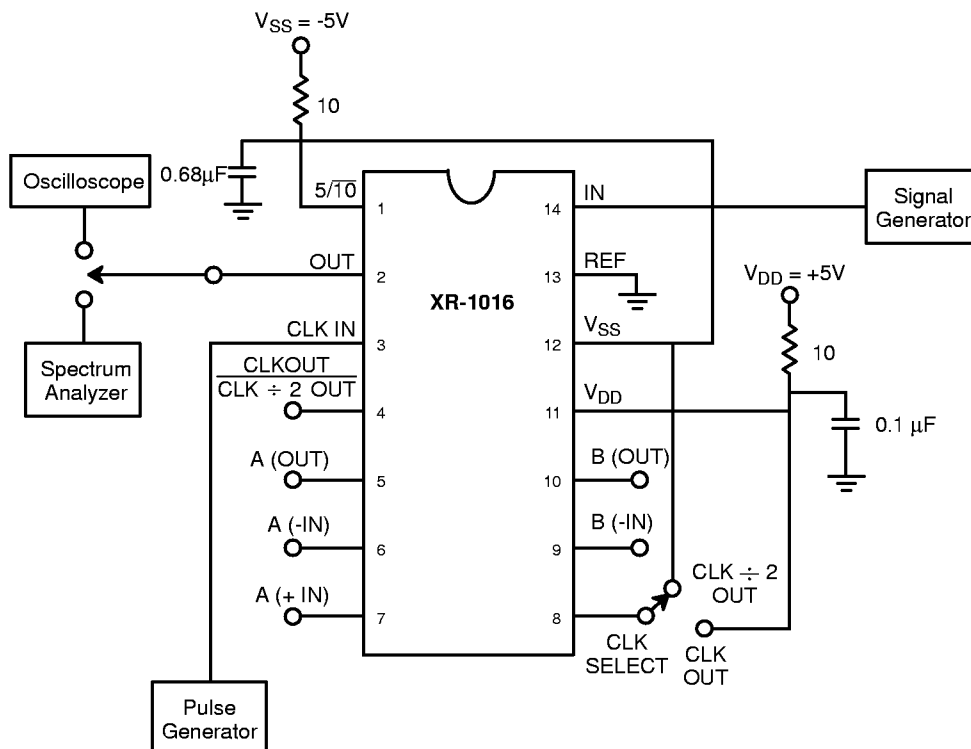 V_SS = -5V
10
0.68µF
Oscilloscope
5/10
1
14
IN
Signal
Generator
OUT
2
13
REF
V_DD = +5V
XR-1016
CLK IN
3
12
V_SS
10
Spectrum
Analyzer
CLKOUT
CLK ÷ 2 OUT
4
11
V_DD
0.1 µF
A (OUT)
5
10
B (OUT)
A (-IN)
6
9
B (-IN)
CLK ÷ 2
OUT
A (+ IN)
7
8
CLK
SELECT
CLK
OUT
Pulse
Generator